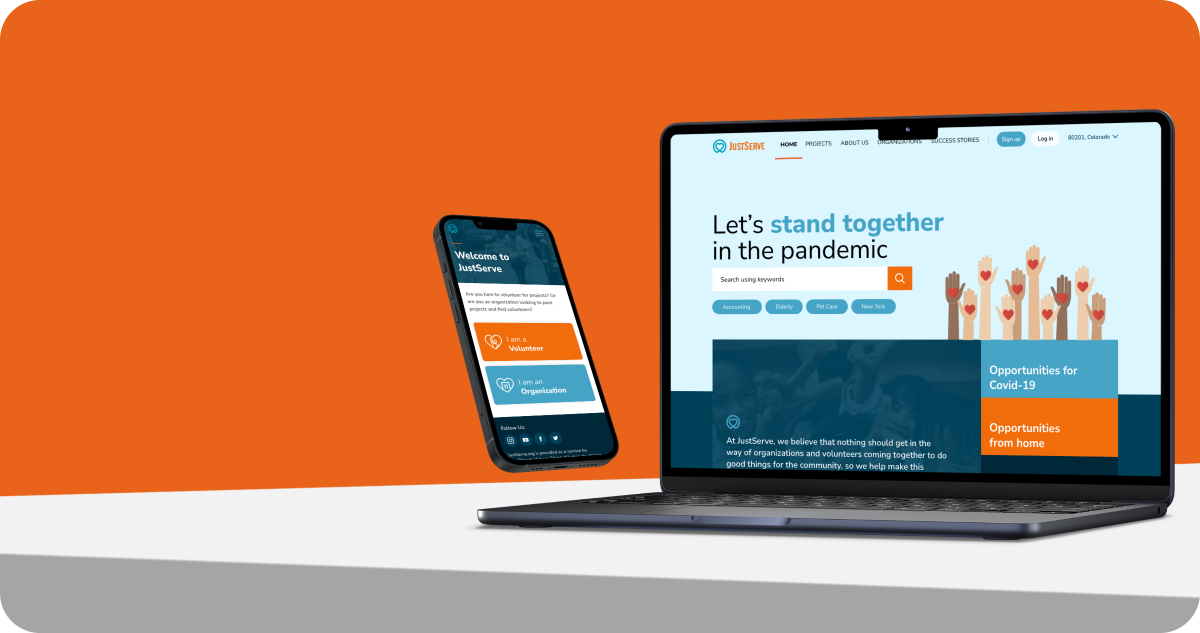 Welcome to
JustServe
Are you here to volunteer for projects? Or
are you an organization looking to post
projects and find volunteers?
I am a
Volunteer
I am an
Organization
Follow Us:
JustServe.org is provided as a service by
JUSTSERVE
HOME
PROJECTS
ABOUT US
ORGANIZATIONS
SUCCESS STORIES
Sign up
Log in
80201, Colorado
Let's stand together
in the pandemic
Search using keywords
Accounting
Elderly
Pet Care
New York
Opportunities for
Covid-19
Opportunities
from home
At JustServe, we believe that nothing should get in the
way of organizations and volunteers coming together to do
good things for the community, so we help make this